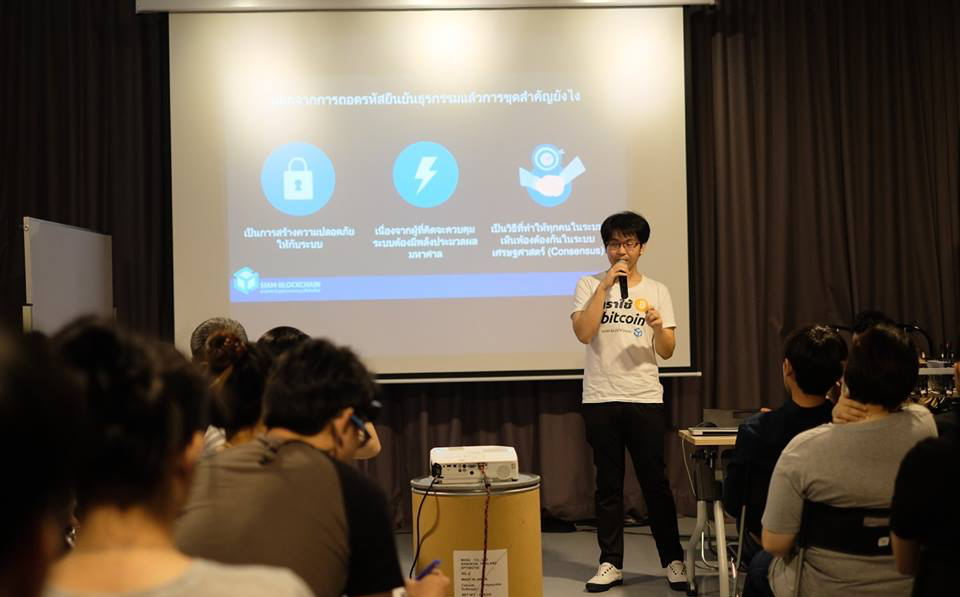 นอกจากการถอดรหัสยืนยันธุรกรรมแล้วการขุดสำคัญยังไง
เป็นการสร้างความปลอดภัย
ให้กับระบบ
เนื่องจากผู้ที่คิดจะควบคุม
ระบบต้องมีพลังประมวลผล
มหาศาล
เป็นวิธีที่ทำให้ทุกคนในระบบ
เห็นพ้องต้องกันในระบบ
เศรษฐศาสตร์ (Consensus)
SIAM BLOCKCHAIN
เราใช้
bitcoin
SIAM BLOCKCHAIN